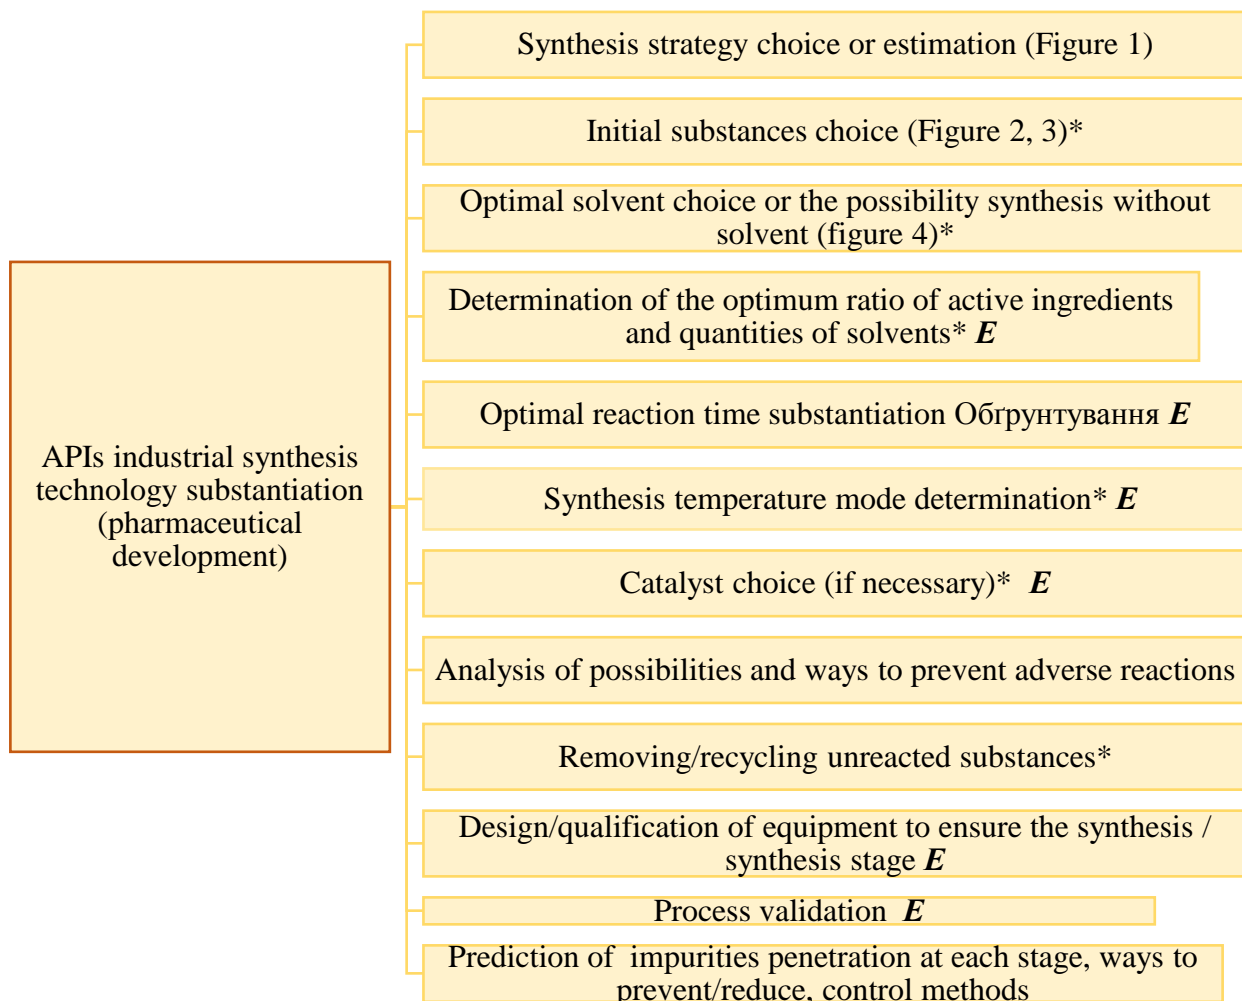 APIs industrial synthesis
technology substantiation
(pharmaceutical
development)
Synthesis strategy choice or estimation (Figure 1)
Initial substances choice (Figure 2, 3)*
Optimal solvent choice or the possibility synthesis without
solvent (figure 4)*
Determination of the optimum ratio of active ingredients
and quantities of solvents* E
Optimal reaction time substantiation Обґрунтування E
Synthesis temperature mode determination* E
Catalyst choice (if necessary)* E
Analysis of possibilities and ways to prevent adverse reactions
Removing/recycling unreacted substances*
Design/qualification of equipment to ensure the synthesis /
synthesis stage E
Process validation E
Prediction of impurities penetration at each stage, ways to
prevent/reduce, control methods